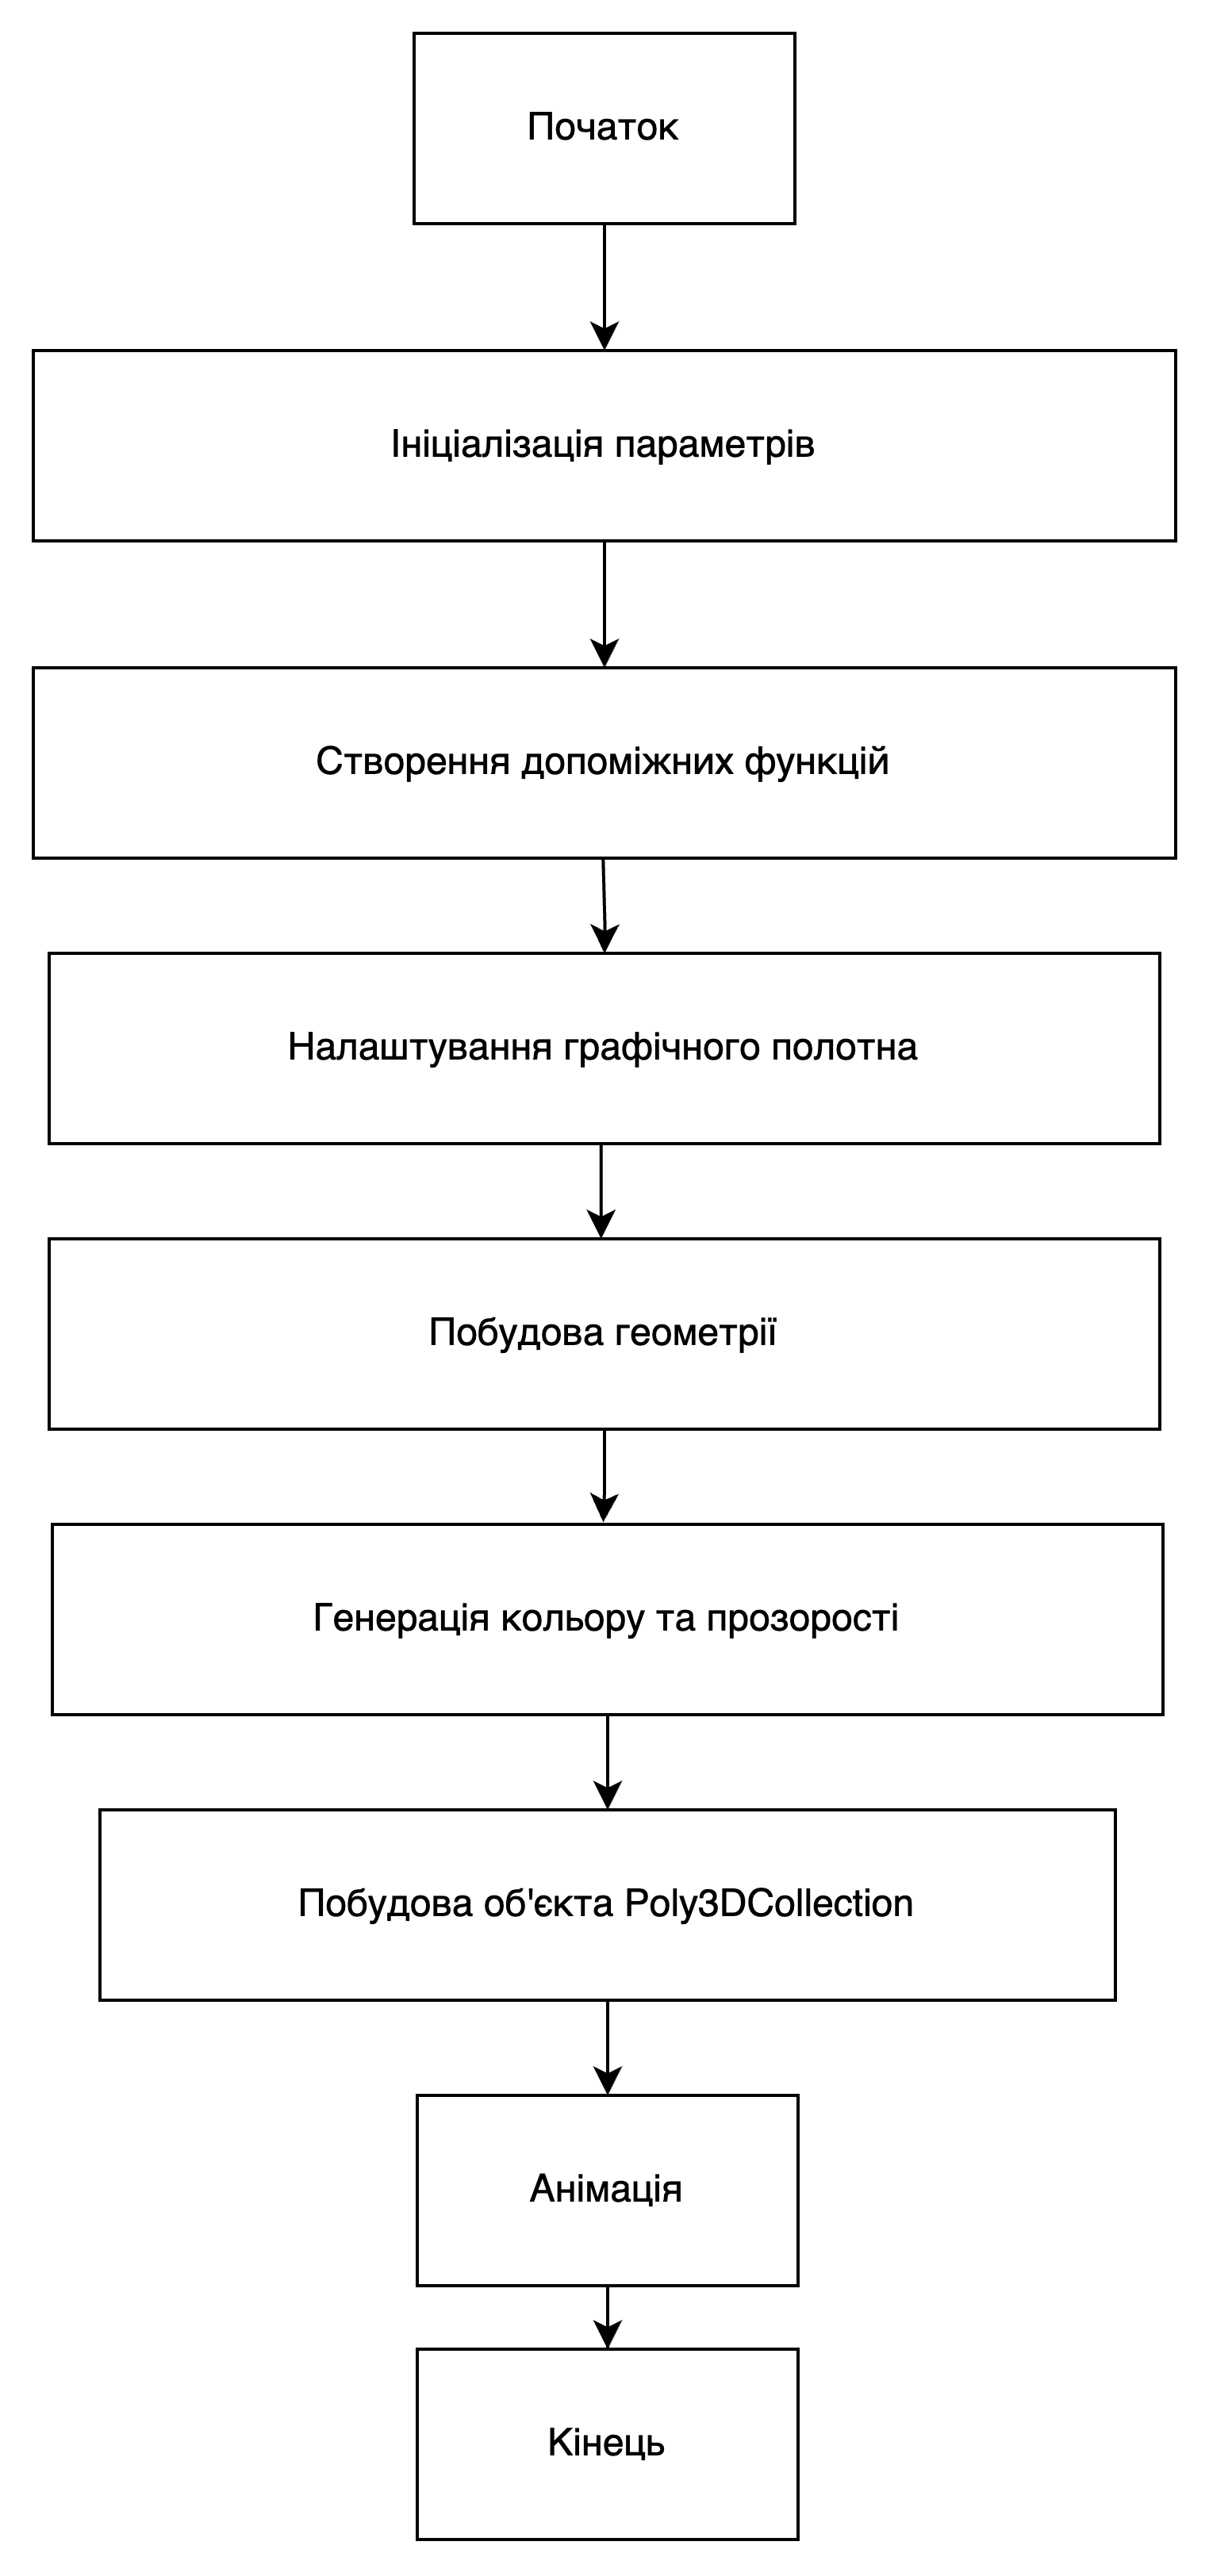 Початок
Ініціалізація параметрів
Створення допоміжних функцій
Налаштування графічного полотна
Побудова геометрії
Генерація кольору та прозорості
Побудова об'єкта Poly3DCollection
Анімація
Кінець